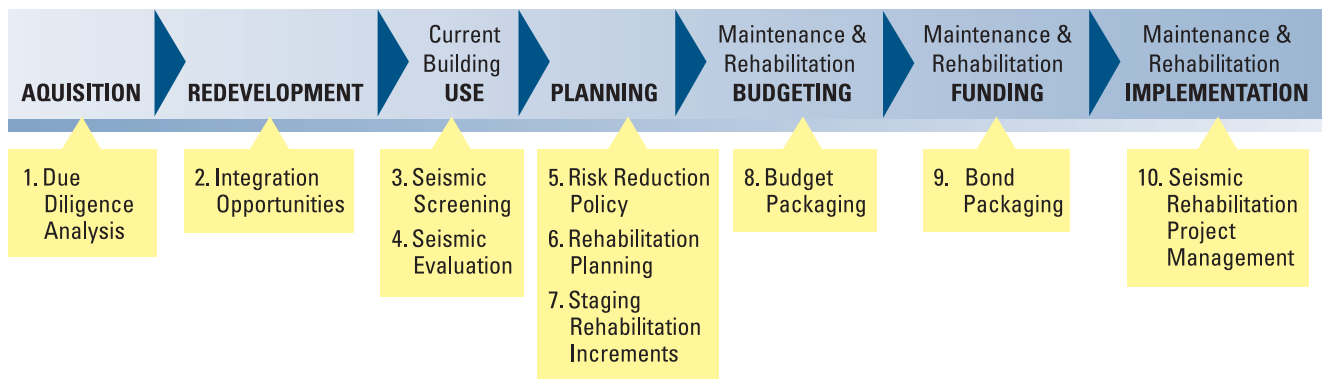 AQUISITION
REDEVELOPMENT
Current
Building
USE
PLANNING
Maintenance &
Rehabilitation
BUDGETING
Maintenance &
Rehabilitation
FUNDING
Maintenance &
Rehabilitation
IMPLEMENTATION
1. Due
Diligence
Analysis
2. Integration
Opportunities
3. Seismic
Screening
4. Seismic
Evaluation
5. Risk Reduction
Policy
6. Rehabilitation
Planning
7. Staging
Rehabilitation
Increments
8. Budget
Packaging
9. Bond
Packaging
10. Seismic
Rehabilitation
Project
Management